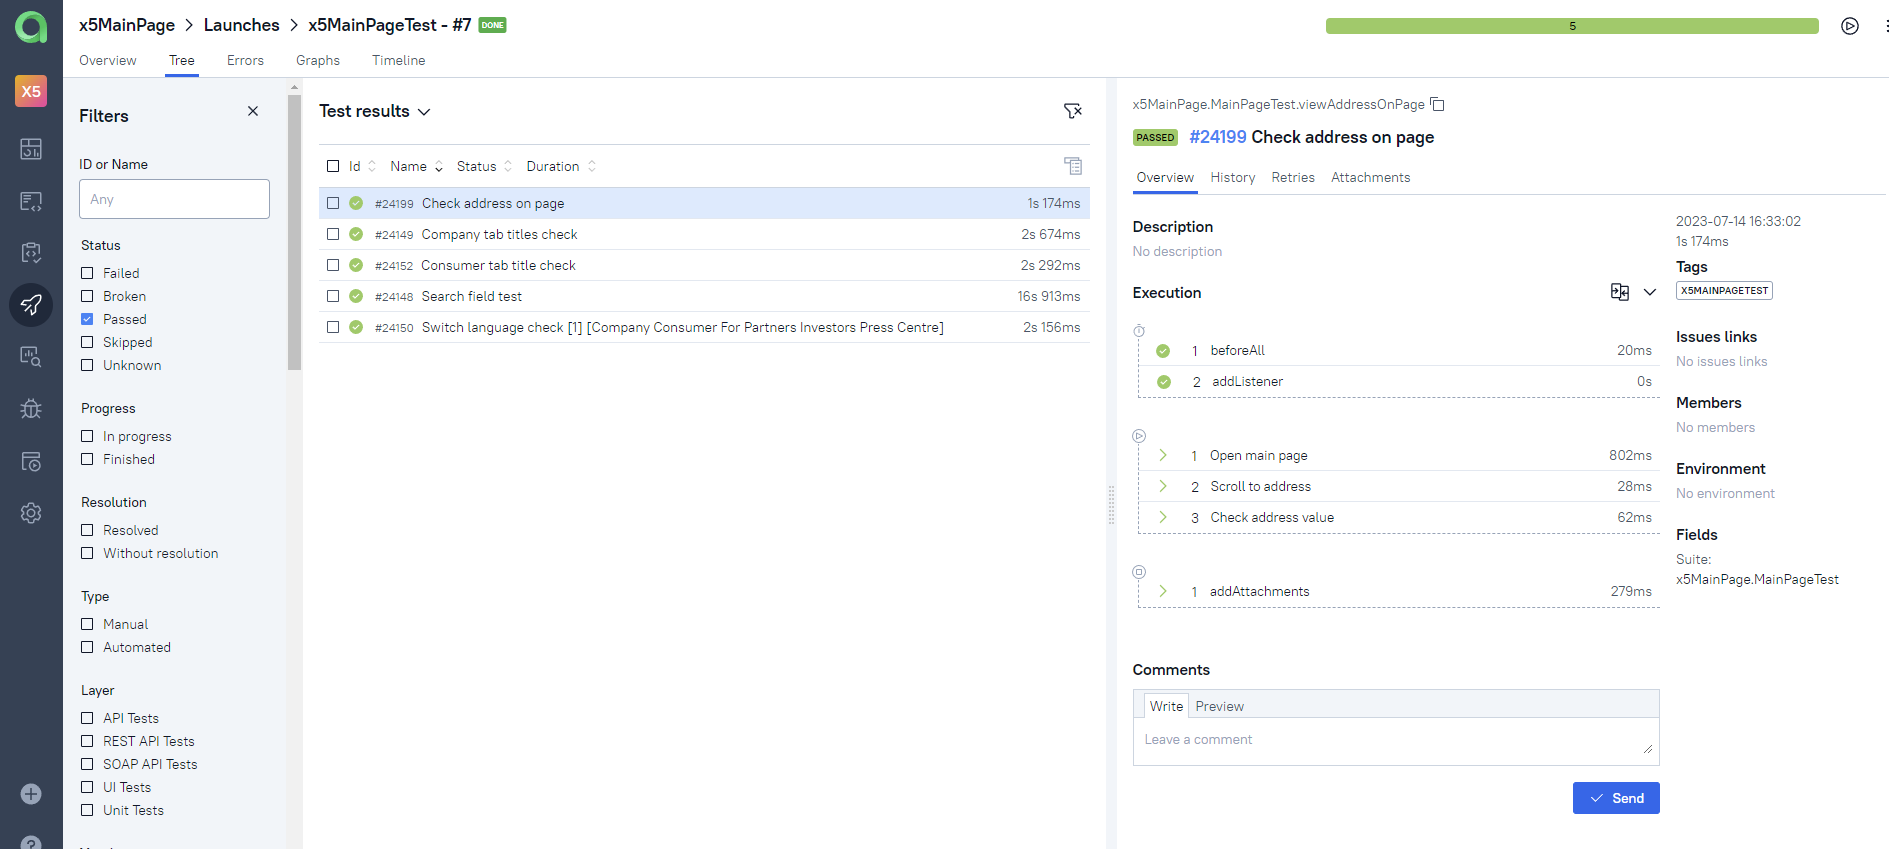 x5MainPage > Launches > x5MainPageTest - #7 DONE
5
Overview Tree Errors Graphs Timeline
X5
Filters
ID or Name
Any
Status
Failed
Broken
Passed
Skipped
Unknown
Progress
In progress
Finished
Resolution
Resolved
Without resolution
Type
Manual
Automated
Layer
API Tests
REST API Tests
SOAP API Tests
UI Tests
Unit Tests
Test results
Id Name Status Duration
#24199 Check address on page 1s 174ms
#24149 Company tab titles check 2s 674ms
#24152 Consumer tab title check 2s 292ms
#24148 Search field test 16s 913ms
#24150 Switch language check [1] [Company Consumer For Partners Investors Press Centre] 2s 156ms
x5MainPage.MainPageTest.viewAddressOnPage
PASSED #24199 Check address on page
Overview History Retries Attachments
Description
No description
Execution
1 beforeAll 20ms
2 addListener 0s
1 Open main page 802ms
2 Scroll to address 28ms
3 Check address value 62ms
1 addAttachments 279ms
Comments
Write Preview
Leave a comment
Send
2023-07-14 16:33:02
1s 174ms
Tags
X5MAINPAGETEST
Issues links
No issues links
Members
No members
Environment
No environment
Fields
Suite:
x5MainPage.MainPageTest